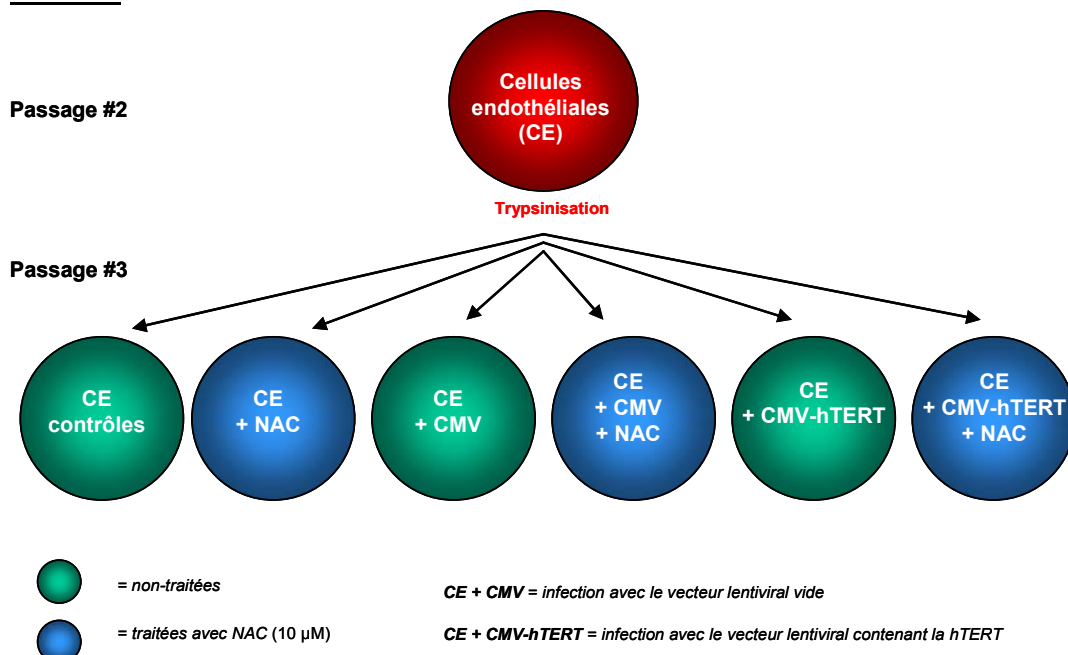 Passage #2
Cellules
endothéliales
(CE)
Trypsinisation
Passage #3
CE
contrôles
CE
+ NAC
CE
+ CMV
CE
+ CMV
+ NAC
CE
+ CMV-hTERT
CE
+ CMV-hTERT
+ NAC
= non-traitées
CE + CMV = infection avec le vecteur lentiviral vide
= traitées avec NAC (10 µM)
CE + CMV-hTERT = infection avec le vecteur lentiviral contenant la hTERT